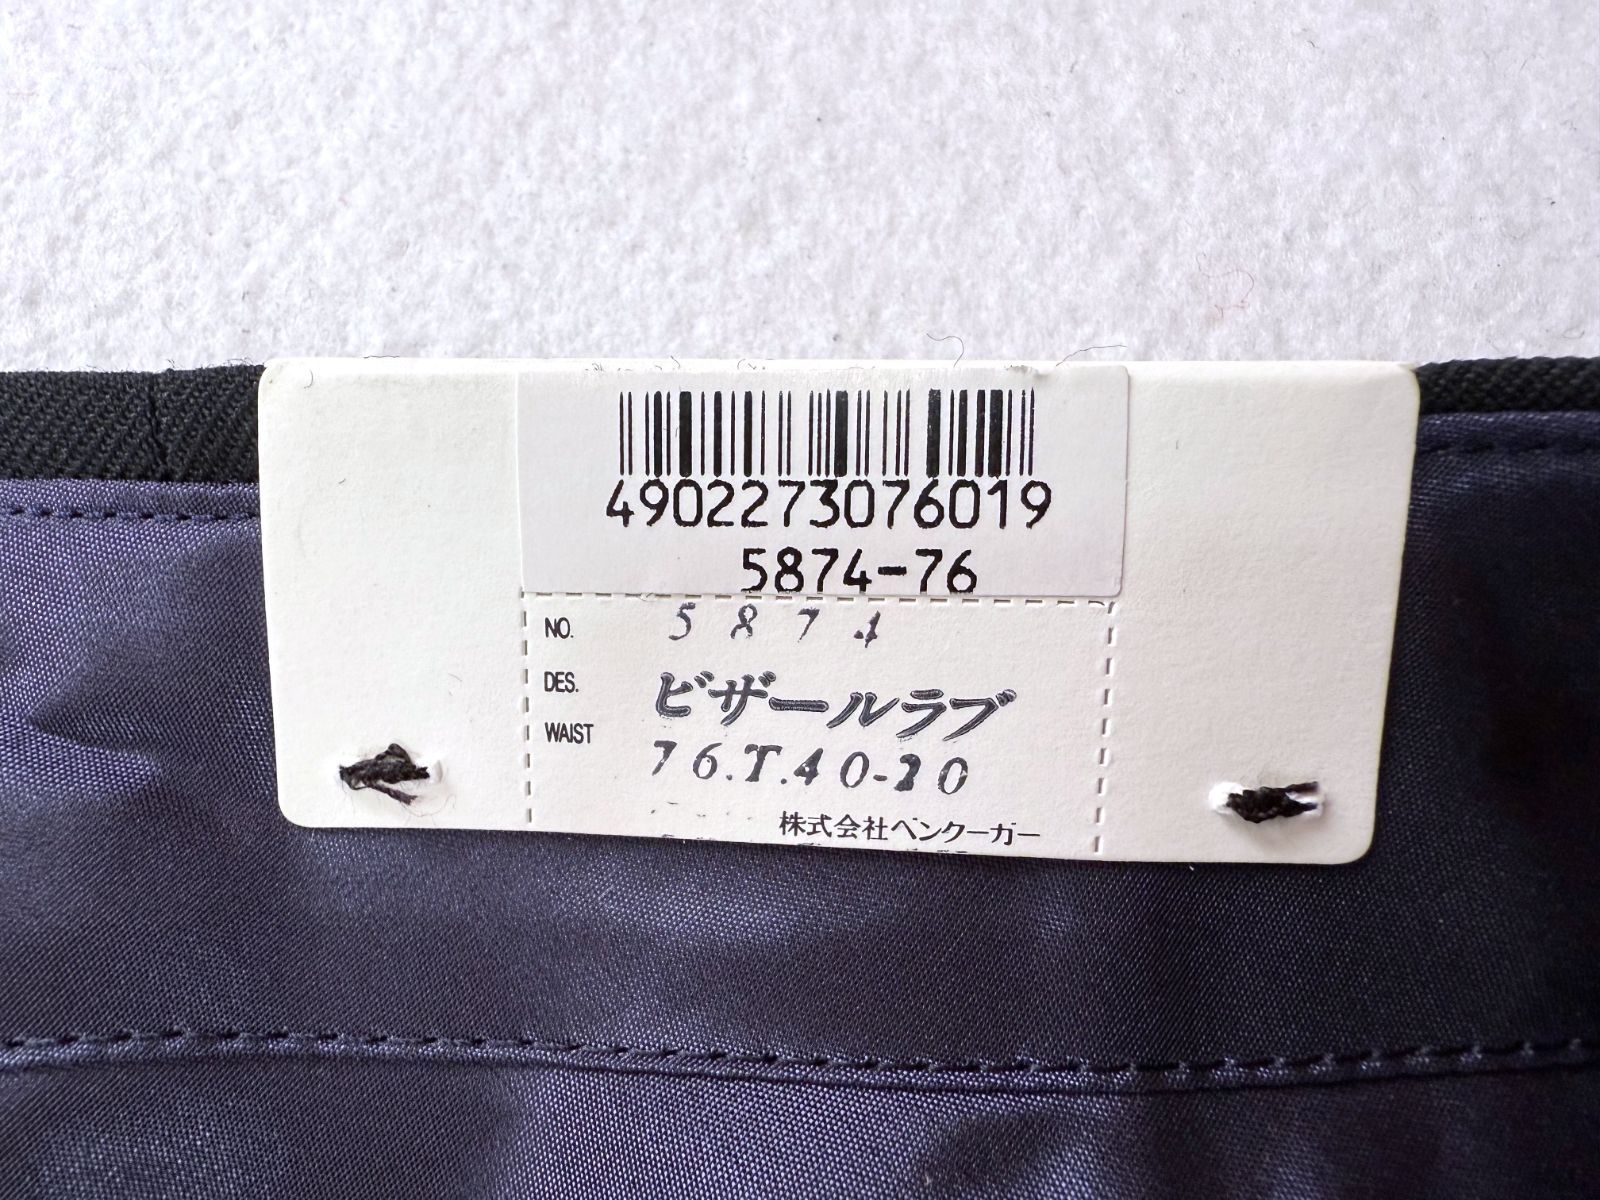 4902273076019
5874-76
NO. 5874
DES. ビザールラブ
WAIST 76.T.40-20
株式会社ベンクーガー